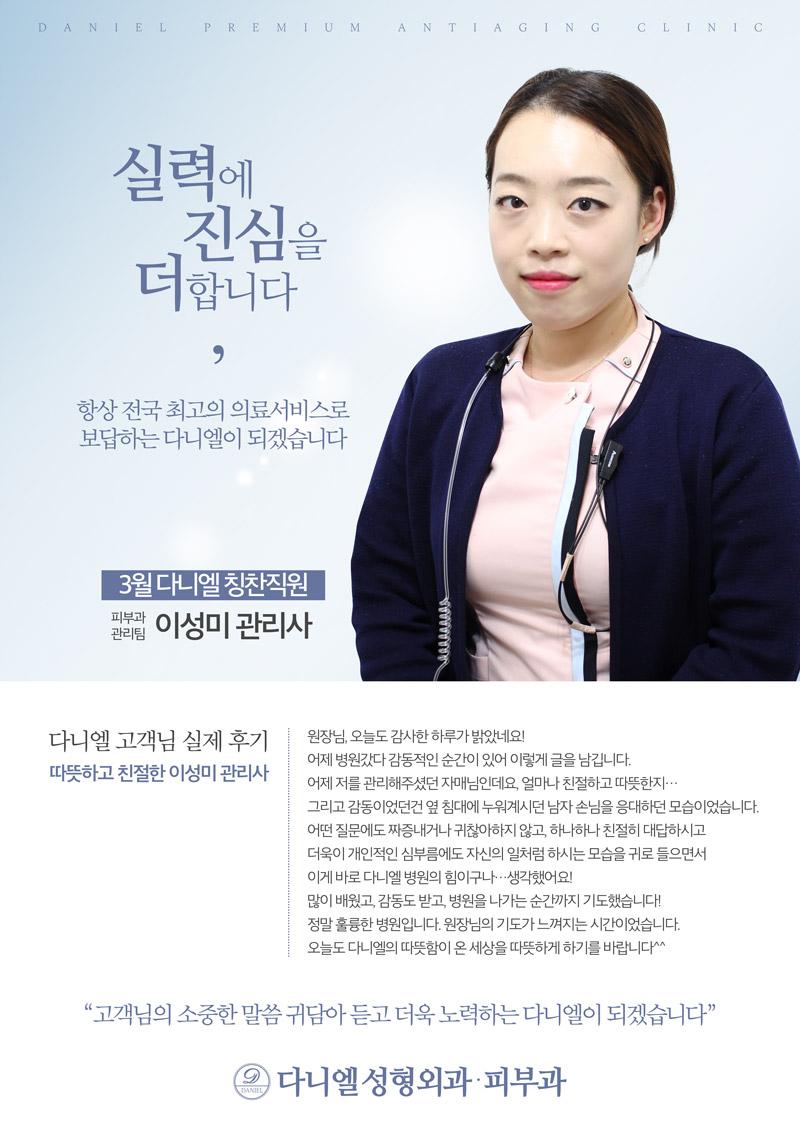 DANIEL PREMIUM ANTIAGING CLINIC
실력에
진심을
더합니다
,
항상 전국 최고의 의료서비스로
보답하는 다니엘이 되겠습니다
3월 다니엘 칭찬직원
피부과
관리팀
이성미 관리사
다니엘 고객님 실제 후기
따뜻하고 친절한 이성미 관리사
원장님, 오늘도 감사한 하루가 밝았네요!
어제 병원갔다 감동적인 순간이 있어 이렇게 글을 남깁니다.
어제 저를 관리해주셨던 자매님인데요, 얼마나 친절하고 따뜻한지…
그리고 감동이었던건 옆 침대에 누워계시던 남자 손님을 응대하던 모습이었습니다.
어떤 질문에도 짜증내거나 귀찮아하지 않고, 하나하나 친절히 대답하시고
더욱이 개인적인 심부름에도 자신의 일처럼 하시는 모습을 귀로 들으면서
이게 바로 다니엘 병원의 힘이구나…생각했어요!
많이 배웠고, 감동도 받고, 병원을 나가는 순간까지 기도했습니다!
정말 훌륭한 병원입니다. 원장님의 기도가 느껴지는 시간이었습니다.
오늘도 다니엘의 따뜻함이 온 세상을 따뜻하게 하기를 바랍니다^^
“고객님의 소중한 말씀 귀담아 듣고 더욱 노력하는 다니엘이 되겠습니다”
DANIEL
다니엘성형외과·피부과